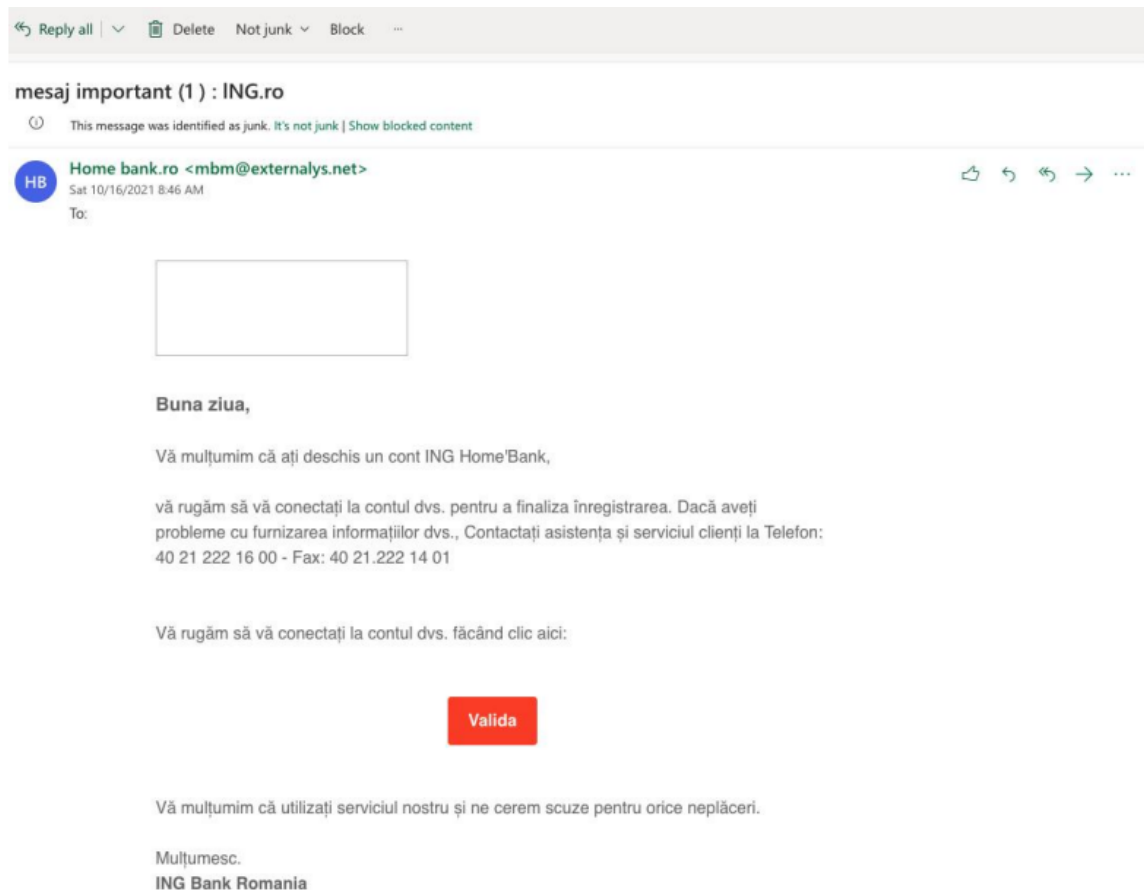 Reply all
Delete
Not junk
Block
mesaj important (1 ) : lNG.ro
This message was identified as junk. It's not junk | Show blocked content
HB
Home bank.ro <mbm@externalys.net>
Sat 10/16/2021 8:46 AM
To:
Buna ziua,
Vă mulțumim că ați deschis un cont ING Home'Bank,
vă rugăm să vă conectați la contul dvs. pentru a finaliza înregistrarea. Dacă aveți
probleme cu furnizarea informațiilor dvs., Contactați asistența și serviciul clienți la Telefon:
40 21 222 16 00 - Fax: 40 21.222 14 01
Vă rugăm să vă conectați la contul dvs. făcând clic aici:
Valida
Vă mulțumim că utilizați serviciul nostru și ne cerem scuze pentru orice neplăceri.
Mulțumesc.
ING Bank Romania